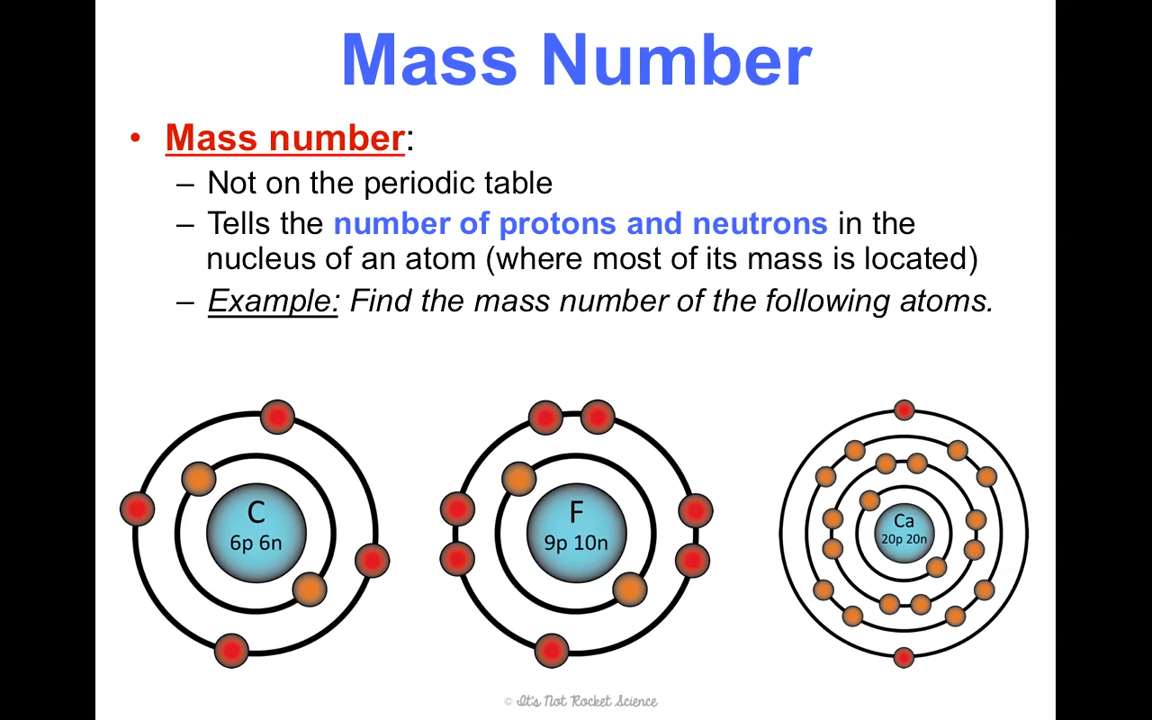 Mass Number
• Mass number:
– Not on the periodic table
– Tells the number of protons and neutrons in the
nucleus of an atom (where most of its mass is located)
– Example: Find the mass number of the following atoms.
C
6p 6n
F
9p 10n
Ca
20p 20n
© It's Not Rocket Science